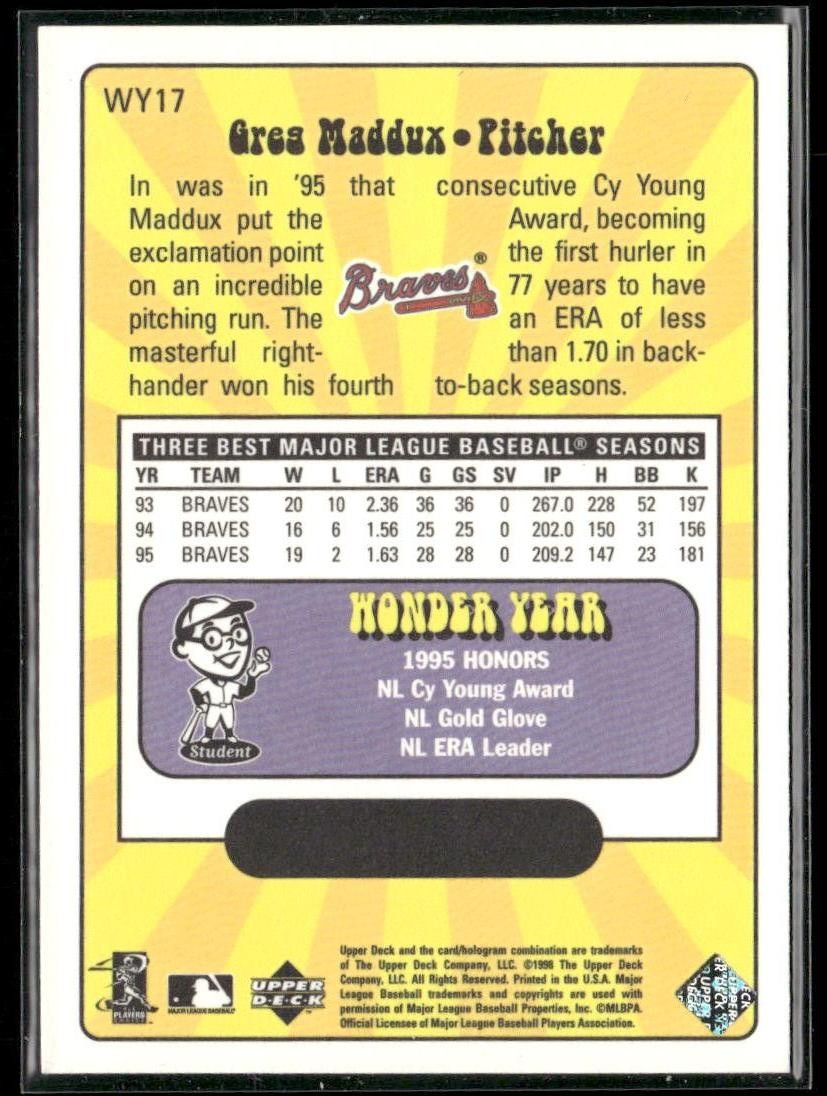 WY17
Greg Maddux • Pitcher
In was in '95 that
Maddux put the
exclamation point
on an incredible
pitching run. The
masterful right-
hander won his fourth
consecutive Cy Young
Award, becoming
the first hurler in
77 years to have
an ERA of less
than 1.70 in back-
to-back seasons.
Braves®
THREE BEST MAJOR LEAGUE BASEBALL® SEASONS
YR TEAM W L ERA G GS SV IP H BB K
93 BRAVES 20 10 2.36 36 36 0 267.0 228 52 197
94 BRAVES 16 6 1.56 25 25 0 202.0 150 31 156
95 BRAVES 19 2 1.63 28 28 0 209.2 147 23 181
WONDER YEAR
1995 HONORS
NL Cy Young Award
NL Gold Glove
NL ERA Leader
Student
Upper Deck and the card/hologram combination are trademarks
of The Upper Deck Company, LLC. ©1998 The Upper Deck
Company, LLC. All Rights Reserved. Printed in the U.S.A. Major
League Baseball trademarks and copyrights are used with
permission of Major League Baseball Properties, Inc. ©MLBPA.
Official Licensee of Major League Baseball Players Association.
PLAYERS
MAJOR LEAGUE BASEBALL
UPPER
DECK
UPPER